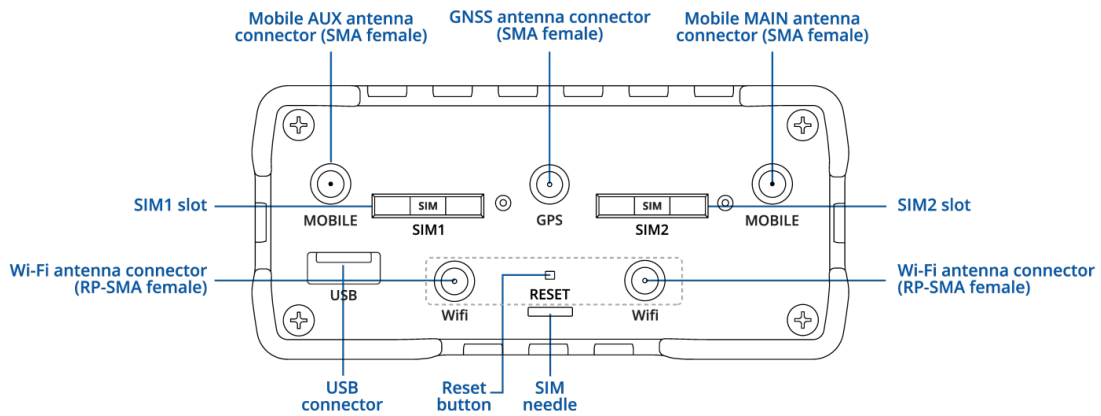 Mobile AUX antenna
connector (SMA female)
GNSS antenna connector
(SMA female)
Mobile MAIN antenna
connector (SMA female)
SIM1 slot
SIM
SIM
SIM2 slot
MOBILE
SIM1
GPS
SIM2
MOBILE
Wi-Fi antenna connector
(RP-SMA female)
USB
Wifi
RESET
Wifi
Wi-Fi antenna connector
(RP-SMA female)
USB
connector
Reset
button
SIM
needle